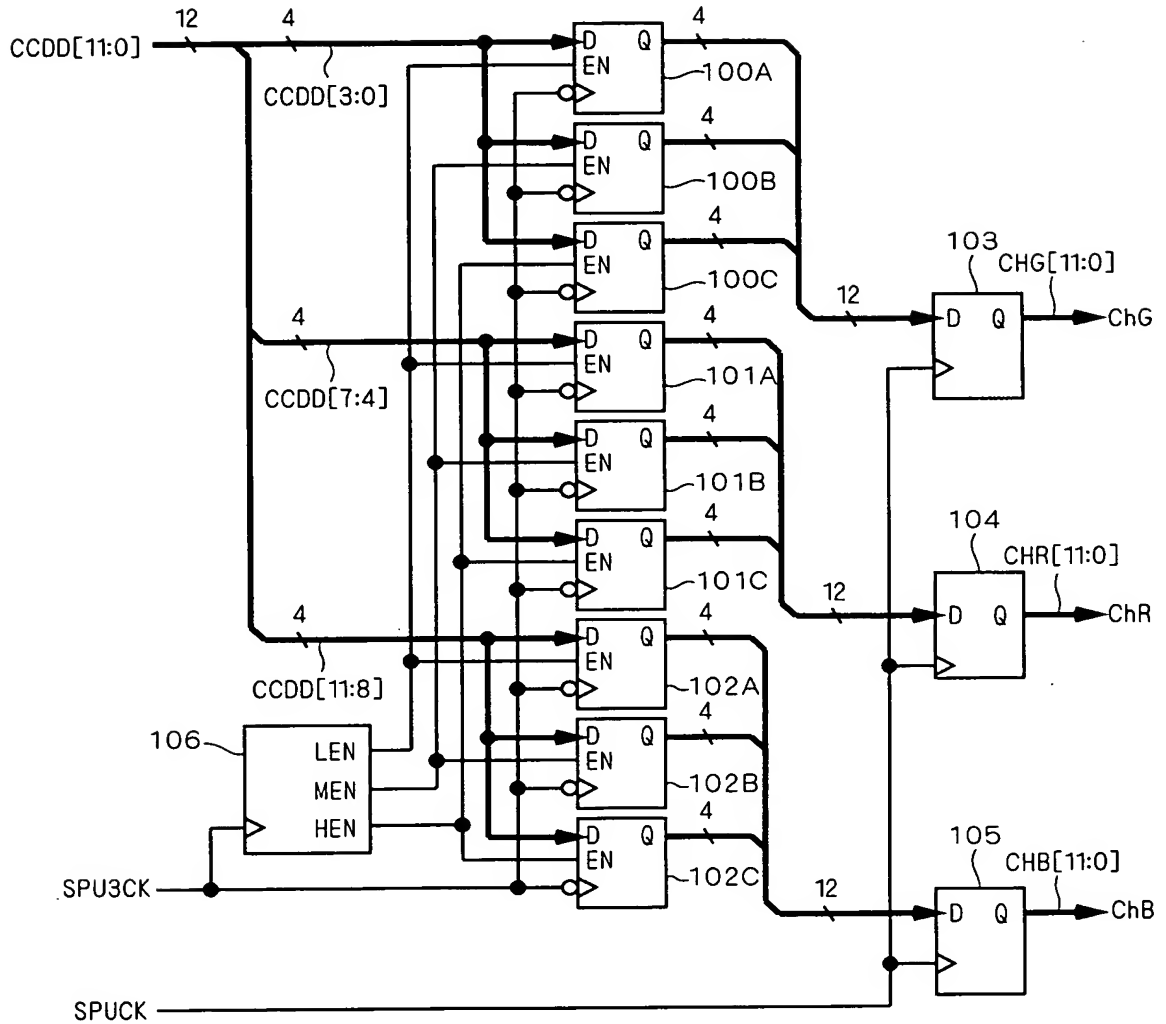 12
4
CCDD[11:0]
CCDD[3:0]
D Q
EN
4
100A
D Q
EN
4
100B
D Q
EN
4
100C
103
CHG[11:0]
12
D Q
ChG
4
CCDD[7:4]
D Q
EN
4
101A
D Q
EN
4
101B
D Q
EN
4
101C
104
CHR[11:0]
12
D Q
ChR
4
CCDD[11:8]
D Q
EN
4
102A
106
LEN
MEN
HEN
D Q
EN
4
102B
D Q
EN
4
102C
SPU3CK
105
CHB[11:0]
12
D Q
ChB
SPUCK